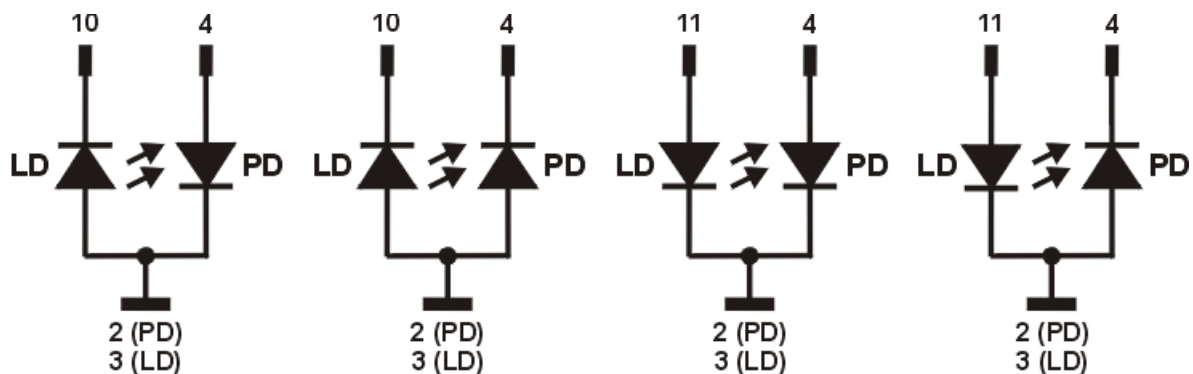 10 4 10 4 11 4 11 4
LD PD LD PD LD PD LD PD
2 (PD) 2 (PD) 2 (PD) 2 (PD)
3 (LD) 3 (LD) 3 (LD) 3 (LD)